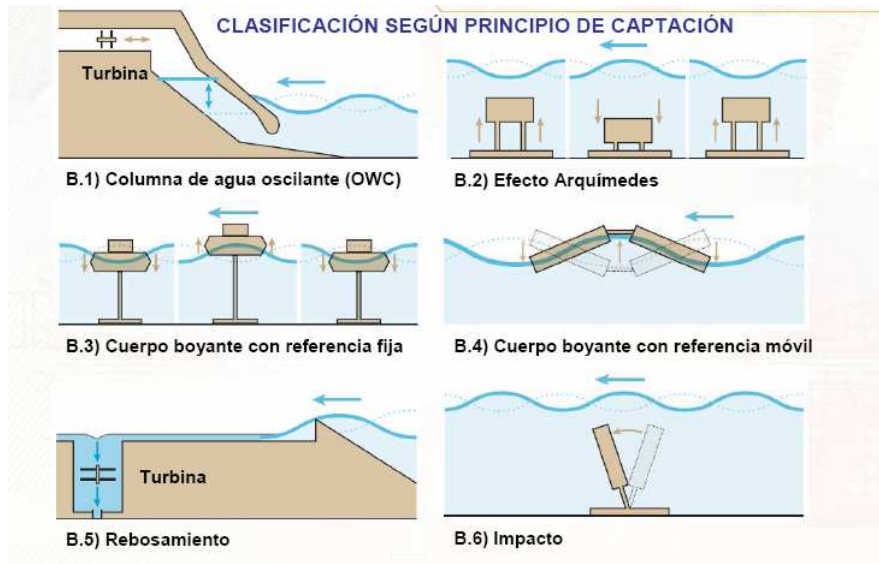 CLASIFICACIÓN SEGÚN PRINCIPIO DE CAPTACIÓN
Turbina
B.1) Columna de agua oscilante (OWC)
B.2) Efecto Arquímedes
B.3) Cuerpo boyante con referencia fija
B.4) Cuerpo boyante con referencia móvil
Turbina
B.5) Rebosamiento
B.6) Impacto